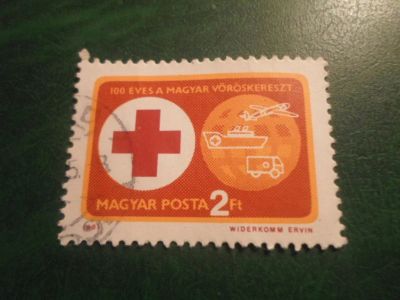 100 ÉVES A MAGYAR VÖRÖSKERESZT
MAGYAR POSTA 2Ft
WIDERKOMM ERVIN